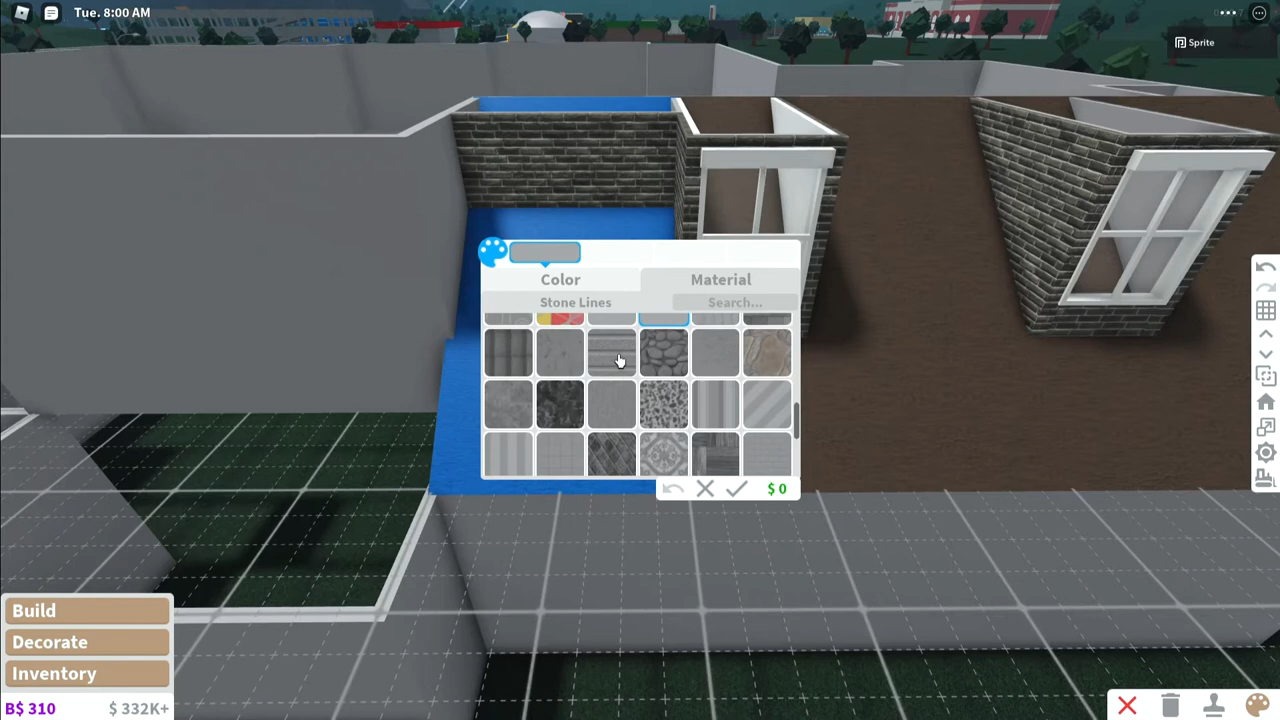 Tue. 8:00 AM
Sprite
Color
Material
Stone Lines
Search...
$ 0
Build
Decorate
Inventory
B$ 310
$ 332K+